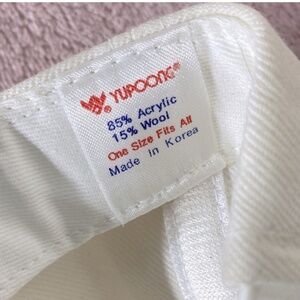 YUPOONG®
85% Acrylic
15% Wool
One Size Fits All
Made In Korea